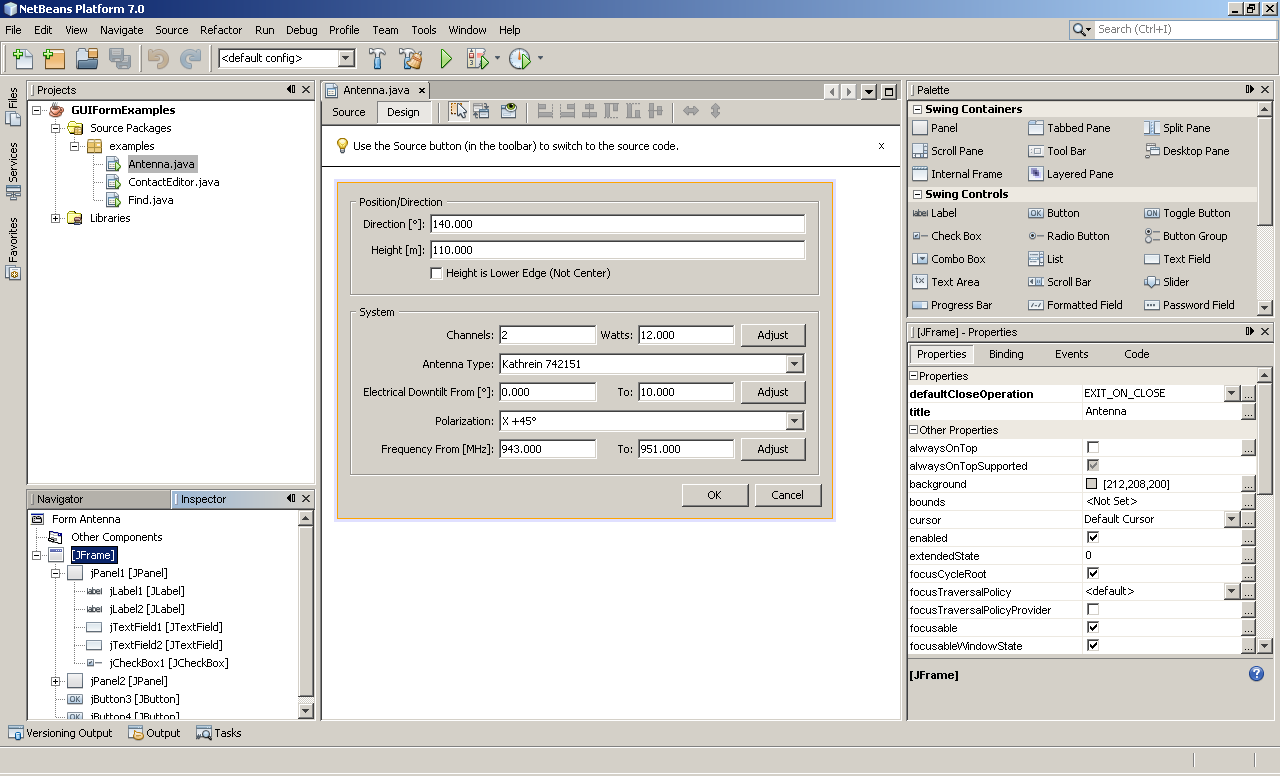 NetBeans Platform 7.0
File Edit View Navigate Source Refactor Run Debug Profile Team Tools Window Help
Search (Ctrl+I)
<default config>
Files
Services
Favorites
Projects
GUIFormExamples
Source Packages
examples
Antenna.java
ContactEditor.java
Find.java
Libraries
Navigator Inspector
Form Antenna
Other Components
[JFrame]
jPanel1 [JPanel]
jLabel1 [JLabel]
jLabel2 [JLabel]
jTextField1 [JTextField]
jTextField2 [JTextField]
jCheckBox1 [JCheckBox]
jPanel2 [JPanel]
jButton3 [JButton]
jButton4 [JButton]
Antenna.java
Source Design
Use the Source button (in the toolbar) to switch to the source code. x
Position/Direction
Direction [°]: 140.000
Height [m]: 110.000
Height is Lower Edge (Not Center)
System
Channels: 2 Watts: 12.000 Adjust
Antenna Type: Kathrein 742151
Electrical Downtilt From [°]: 0.000 To: 10.000 Adjust
Polarization: X +45°
Frequency From [MHz]: 943.000 To: 951.000 Adjust
OK Cancel
Palette
Swing Containers
Panel Tabbed Pane Split Pane
Scroll Pane Tool Bar Desktop Pane
Internal Frame Layered Pane
Swing Controls
label Label OK Button ON Toggle Button
Check Box Radio Button Button Group
Combo Box List Text Field
Text Area Scroll Bar Slider
Progress Bar Formatted Field Password Field
[JFrame] - Properties
Properties Binding Events Code
Properties
defaultCloseOperation EXIT_ON_CLOSE
title Antenna
Other Properties
alwaysOnTop
alwaysOnTopSupported
background [212,208,200]
bounds <Not Set>
cursor Default Cursor
enabled
extendedState 0
focusCycleRoot
focusTraversalPolicy <default>
focusTraversalPolicyProvider
focusable
focusableWindowState
[JFrame]
Versioning Output Output Tasks